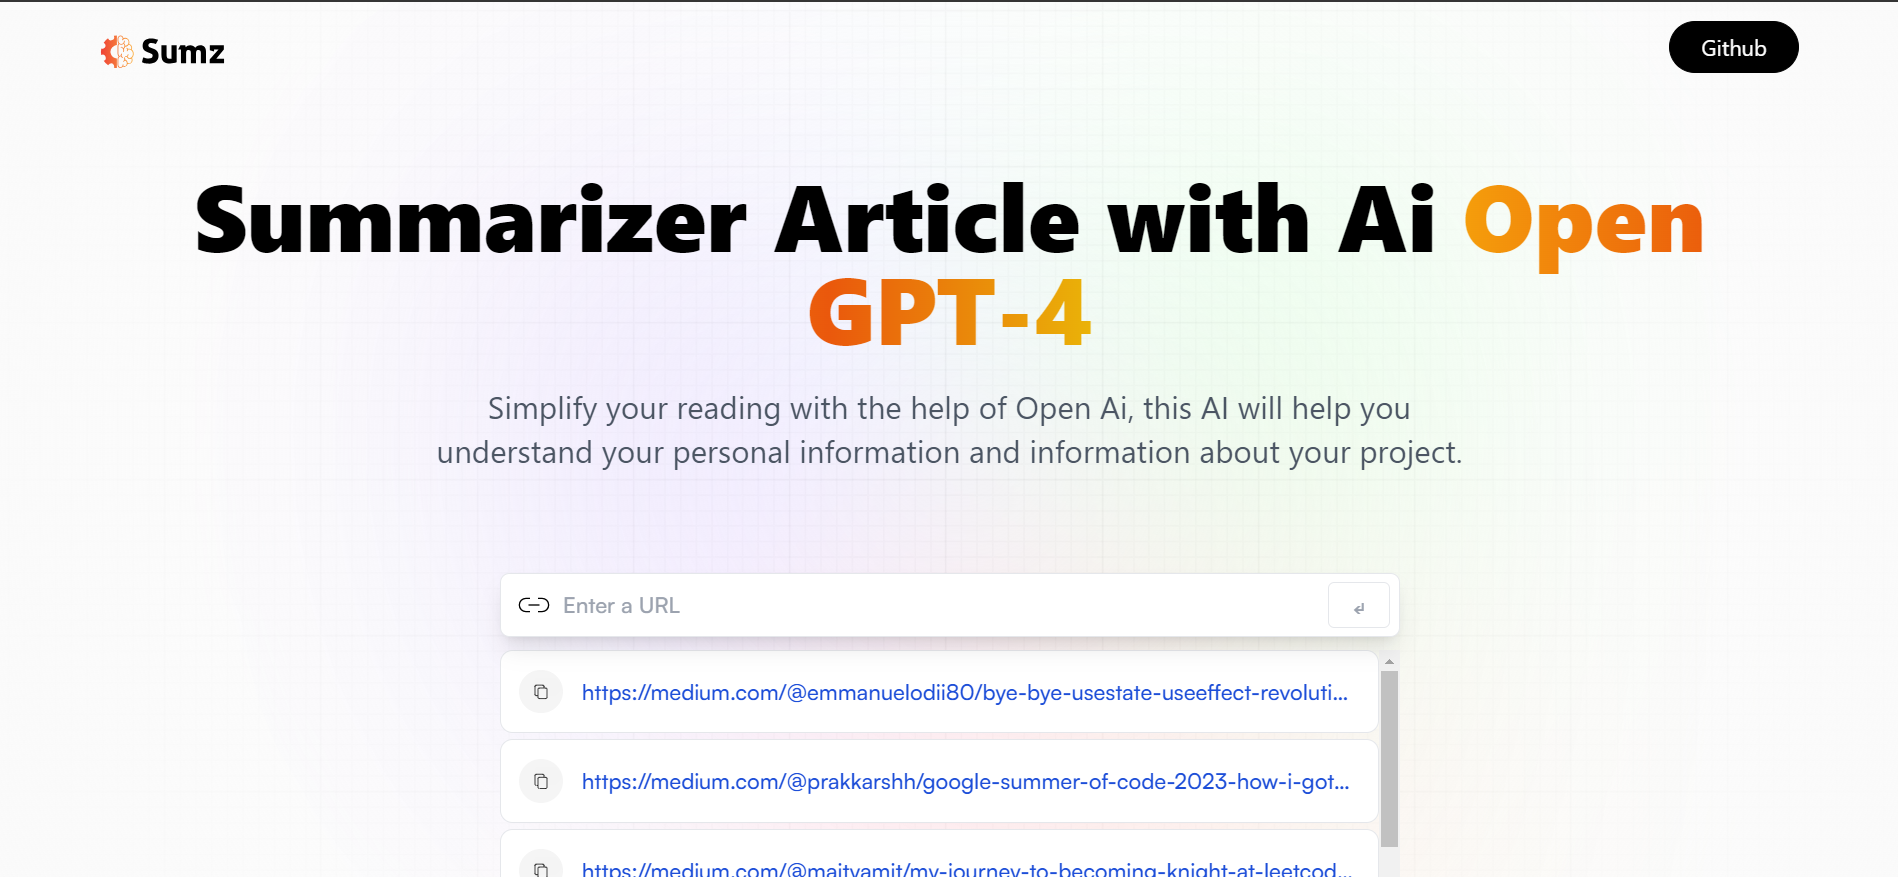 Sumz
Github
Summarizer Article with Ai Open
GPT-4
Simplify your reading with the help of Open Ai, this AI will help you
understand your personal information and information about your project.
Enter a URL
https://medium.com/@emmanuelodii80/bye-bye-usestate-useeffect-revoluti...
https://medium.com/@prakkarshh/google-summer-of-code-2023-how-i-got...
https://medium.com/@maityamit/my-journey-to-becoming-knight-at-leetcod...